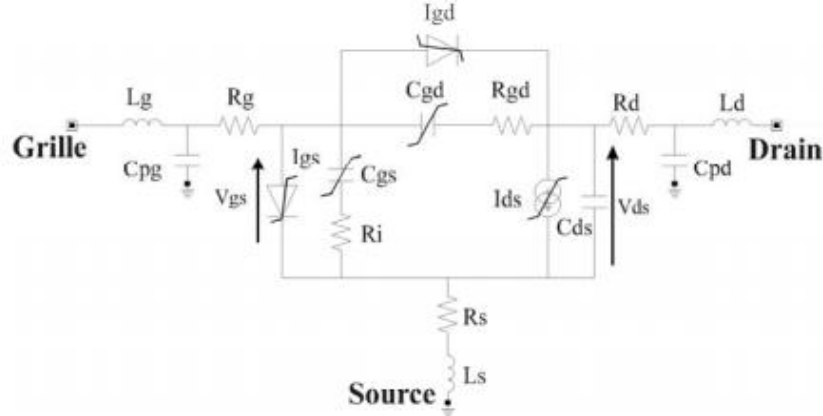 Igd
Cgd
Rgd
Lg
Rg
Rd
Ld
Grille
Drain
Cpg
Igs
Cgs
Vgs
Ri
Ids
Cds
Vds
Cpd
Rs
Ls
Source